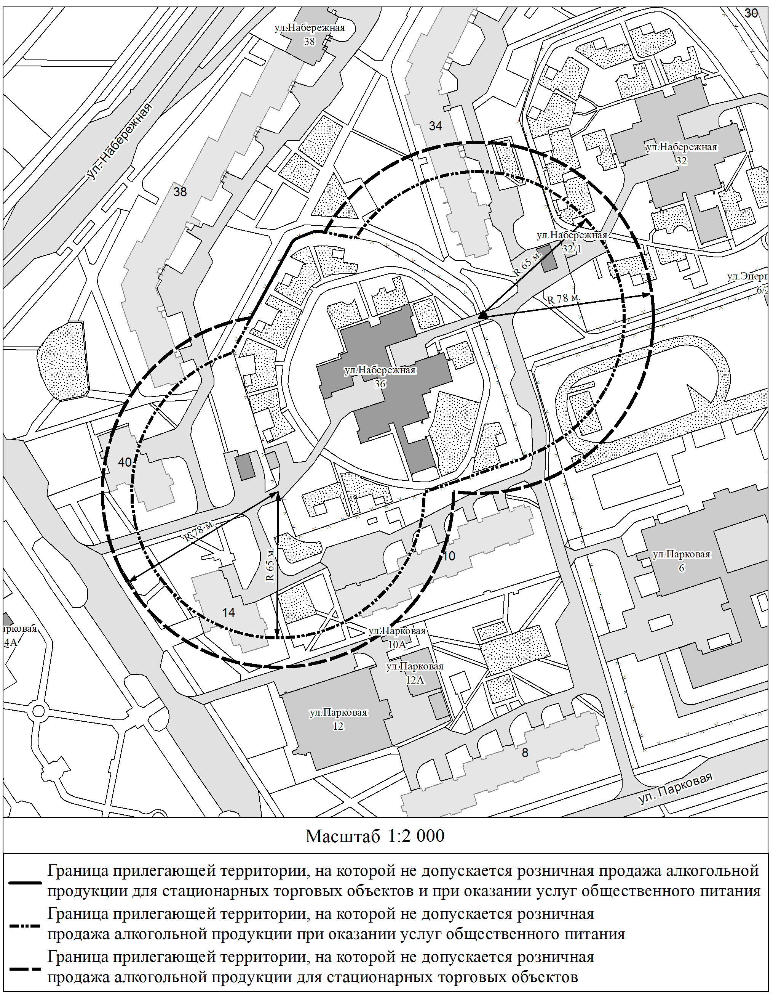 30
ул.Набережная
38
ул. Набережная
34
38
ул.Набережная
32
ул.Набережная
32/1
R 65 м.
ул.Энерг
6/2
R 78 м.
ул.Набережная
36
40
R 78 м.
R 65 м.
10
ул.Парковая
6
14
арковая
4А
ул.Парковая
10А
ул.Парковая
12А
ул.Парковая
12
8
ул. Парковая
Масштаб 1:2 000
Граница прилегающей территории, на которой не допускается розничная продажа алкогольной
продукции для стационарных торговых объектов и при оказании услуг общественного питания
Граница прилегающей территории, на которой не допускается розничная
продажа алкогольной продукции при оказании услуг общественного питания
Граница прилегающей территории, на которой не допускается розничная
продажа алкогольной продукции для стационарных торговых объектов